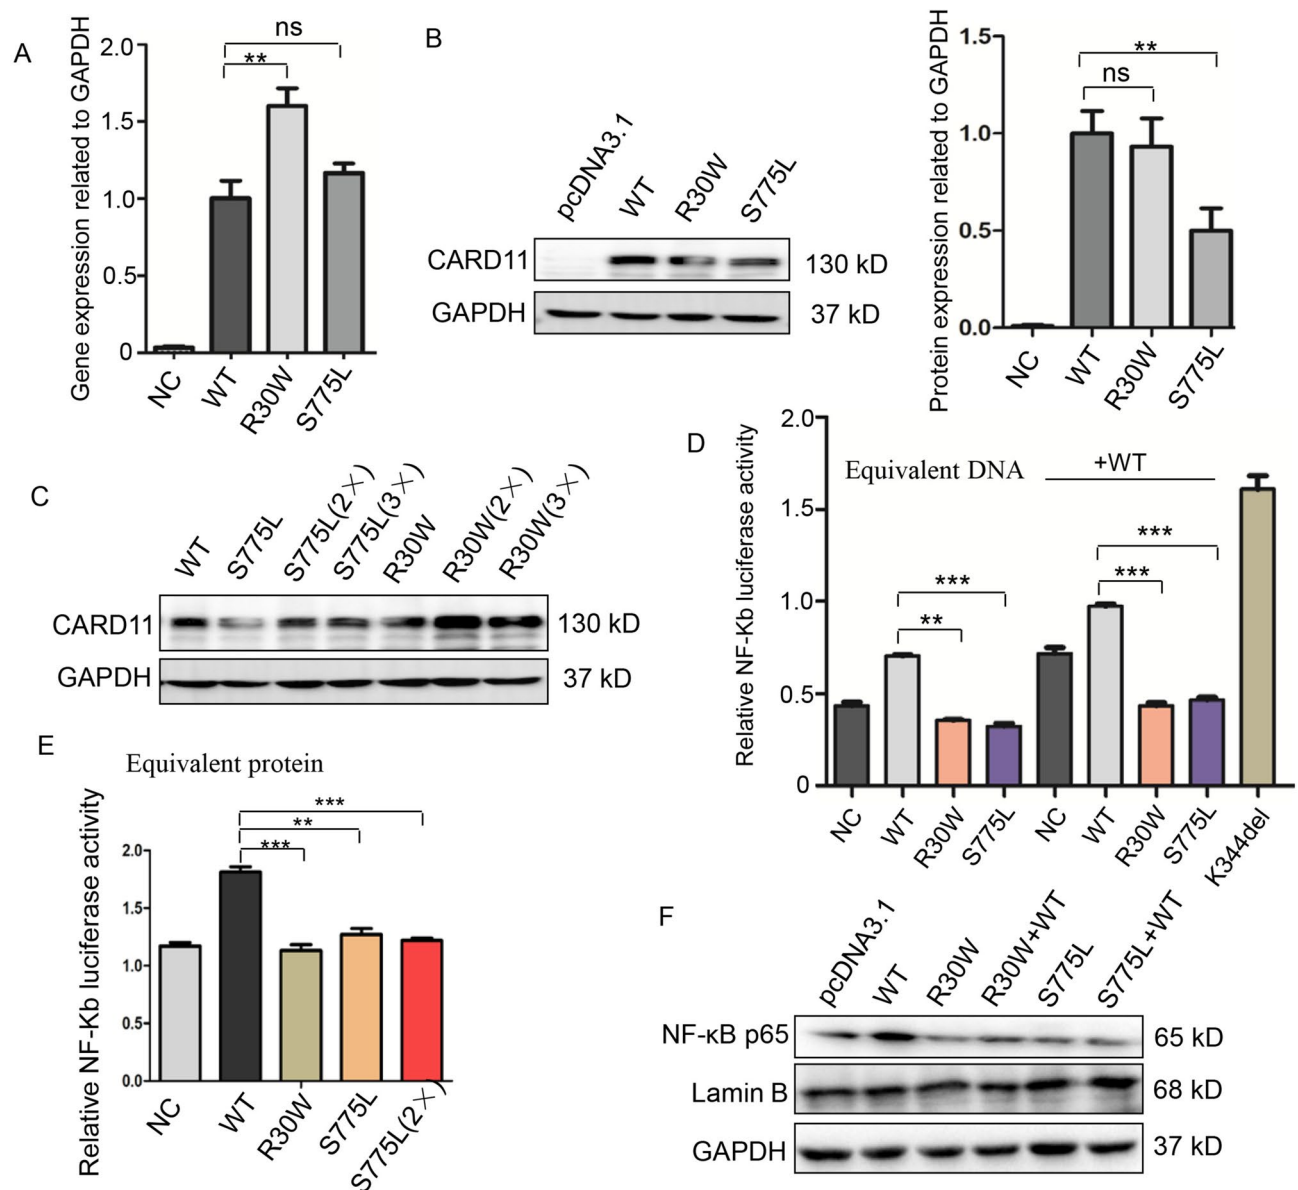 A
Gene expression related to GAPDH
2.0
1.5
1.0
0.5
0
ns
**
NC
WT
R30W
S775L
B
pcDNA3.1
WT
R30W
S775L
CARD11
130 kD
GAPDH
37 kD
Protein expression related to GAPDH
1.5
1.0
0.5
0.0
**
ns
NC
WT
R30W
S775L
C
WT
S775L
S775L(2×)
S775L(3×)
R30W
R30W(2×)
R30W(3×)
CARD11
130 kD
GAPDH
37 kD
D
Relative NF-Kb luciferase activity
2.0
1.5
1.0
0.5
0
Equivalent DNA
+WT
***
**
***
***
NC
WT
R30W
S775L
NC
WT
R30W
S775L
K344del
E
Equivalent protein
Relative NF-Kb luciferase activity
2.0
1.5
1.0
0.5
0.0
***
**
***
NC
WT
R30W
S775L
S775L(2×)
F
pcDNA3.1
WT
R30W
R30W+WT
S775L
S775L+WT
NF-κB p65
65 kD
Lamin B
68 kD
GAPDH
37 kD